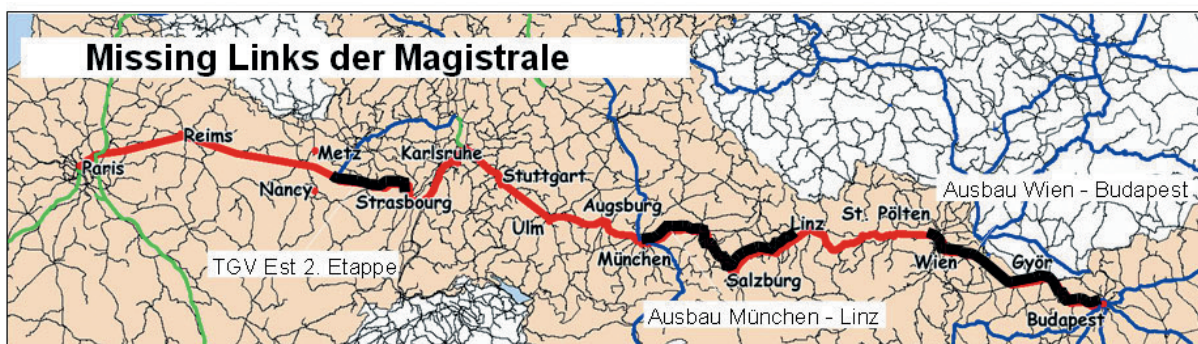 Missing Links der Magistrale
Reims
Paris
Metz
Nancy
Karlsruhe
Strasbourg
Stuttgart
Ulm
Augsburg
München
Salzburg
Linz
St. Pölten
Wien
Györ
Budapest
Ausbau Wien - Budapest
TGV Est 2. Etappe
Ausbau München - Linz